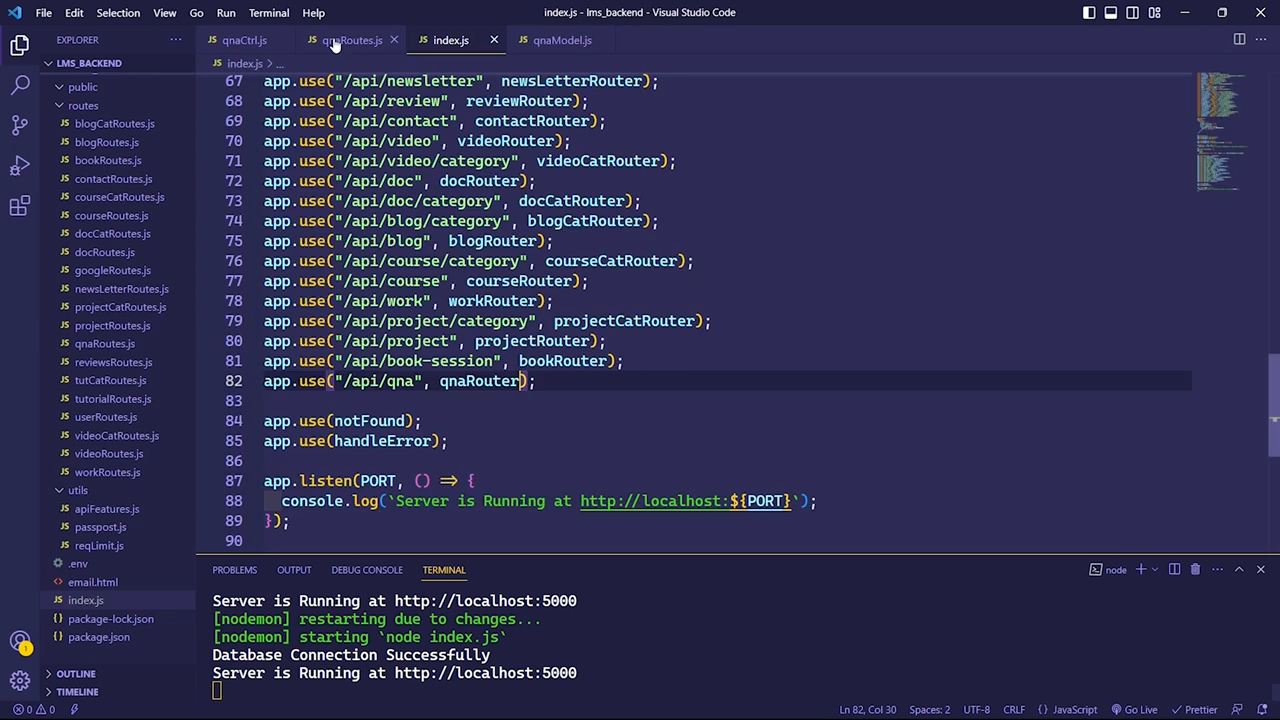 File Edit Selection View Go Run Terminal Help
index.js - lms_backend - Visual Studio Code
EXPLORER
LMS_BACKEND
public
routes
blogCatRoutes.js
blogRoutes.js
bookRoutes.js
contactRoutes.js
courseCatRoutes.js
courseRoutes.js
docCatRoutes.js
docRoutes.js
googleRoutes.js
newsLetterRoutes.js
projectCatRoutes.js
projectRoutes.js
qnaRoutes.js
reviewsRoutes.js
tutCatRoutes.js
tutorialRoutes.js
userRoutes.js
videoCatRoutes.js
videoRoutes.js
workRoutes.js
utils
apiFeatures.js
passpost.js
reqLimit.js
.env
email.html
index.js
package-lock.json
package.json
OUTLINE
TIMELINE
JS qnaCtrl.js JS qnaRoutes.js JS index.js JS qnaModel.js
JS index.js > ...
67 app.use("/api/newsletter", newsLetterRouter);
68 app.use("/api/review", reviewRouter);
69 app.use("/api/contact", contactRouter);
70 app.use("/api/video", videoRouter);
71 app.use("/api/video/category", videoCatRouter);
72 app.use("/api/doc", docRouter);
73 app.use("/api/doc/category", docCatRouter);
74 app.use("/api/blog/category", blogCatRouter);
75 app.use("/api/blog", blogRouter);
76 app.use("/api/course/category", courseCatRouter);
77 app.use("/api/course", courseRouter);
78 app.use("/api/work", workRouter);
79 app.use("/api/project/category", projectCatRouter);
80 app.use("/api/project", projectRouter);
81 app.use("/api/book-session", bookRouter);
82 app.use("/api/qna", qnaRouter);
83
84 app.use(notFound);
85 app.use(handleError);
86
87 app.listen(PORT, () => {
88 console.log(`Server is Running at http://localhost:${PORT}`);
89 });
90
PROBLEMS OUTPUT DEBUG CONSOLE TERMINAL
node
Server is Running at http://localhost:5000
[nodemon] restarting due to changes...
[nodemon] starting `node index.js`
Database Connection Successfully
Server is Running at http://localhost:5000
0 0 Ln 82, Col 30 Spaces: 2 UTF-8 CRLF {} JavaScript Go Live Prettier